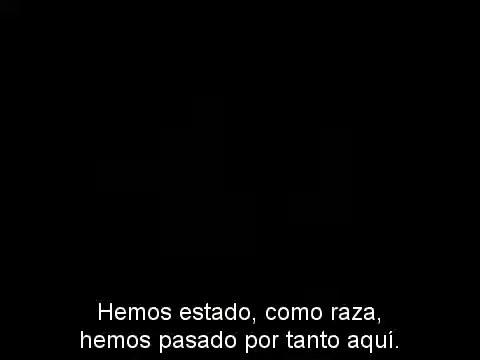 Hemos estado, como raza,
hemos pasado por tanto aquí.